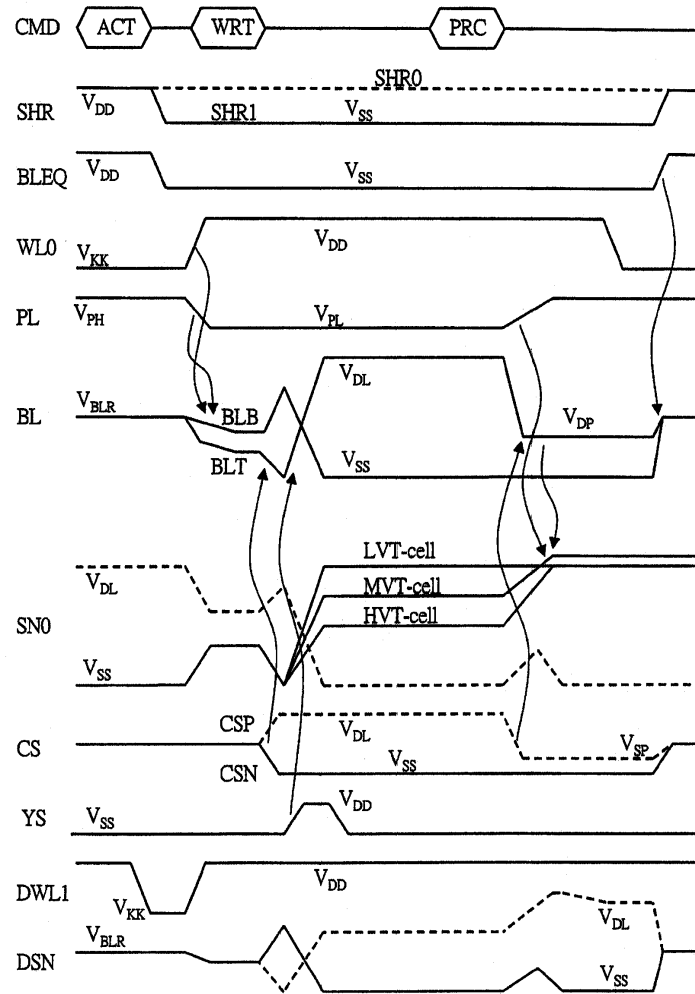 CMD ACT WRT PRC
SHR0
SHR V_DD SHR1 V_SS
BLEQ V_DD V_SS
WL0 V_KK V_DD
PL V_PH V_PL
V_DL
BL V_BLR BLB V_DP
BLT V_SS
LVT-cell
V_DL MVT-cell
SN0 HVT-cell
V_SS
CSP V_DL V_SP
CS
CSN V_SS
YS V_SS V_DD
DWL1 V_KK V_DD
V_BLR V_DL
DSN V_SS